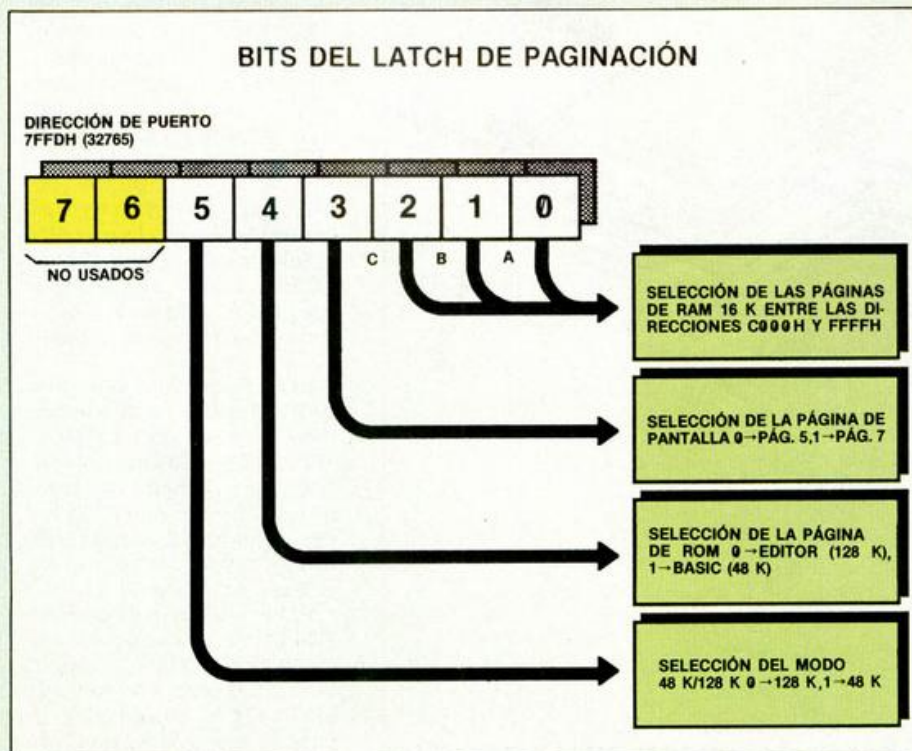 BITS DEL LATCH DE PAGINACIÓN
DIRECCIÓN DE PUERTO
7FFDH (32765)
7 6 5 4 3 2 1 0
NO USADOS
C B A
SELECCIÓN DE LAS PÁGINAS
DE RAM 16 K ENTRE LAS DI-
RECCIONES C000H Y FFFFH
SELECCIÓN DE LA PÁGINA DE
PANTALLA 0→PÁG. 5,1→PÁG. 7
SELECCIÓN DE LA PÁGINA
DE ROM 0→EDITOR (128 K),
1→BASIC (48 K)
SELECCIÓN DEL MODO
48 K/128 K 0→128 K,1→48 K